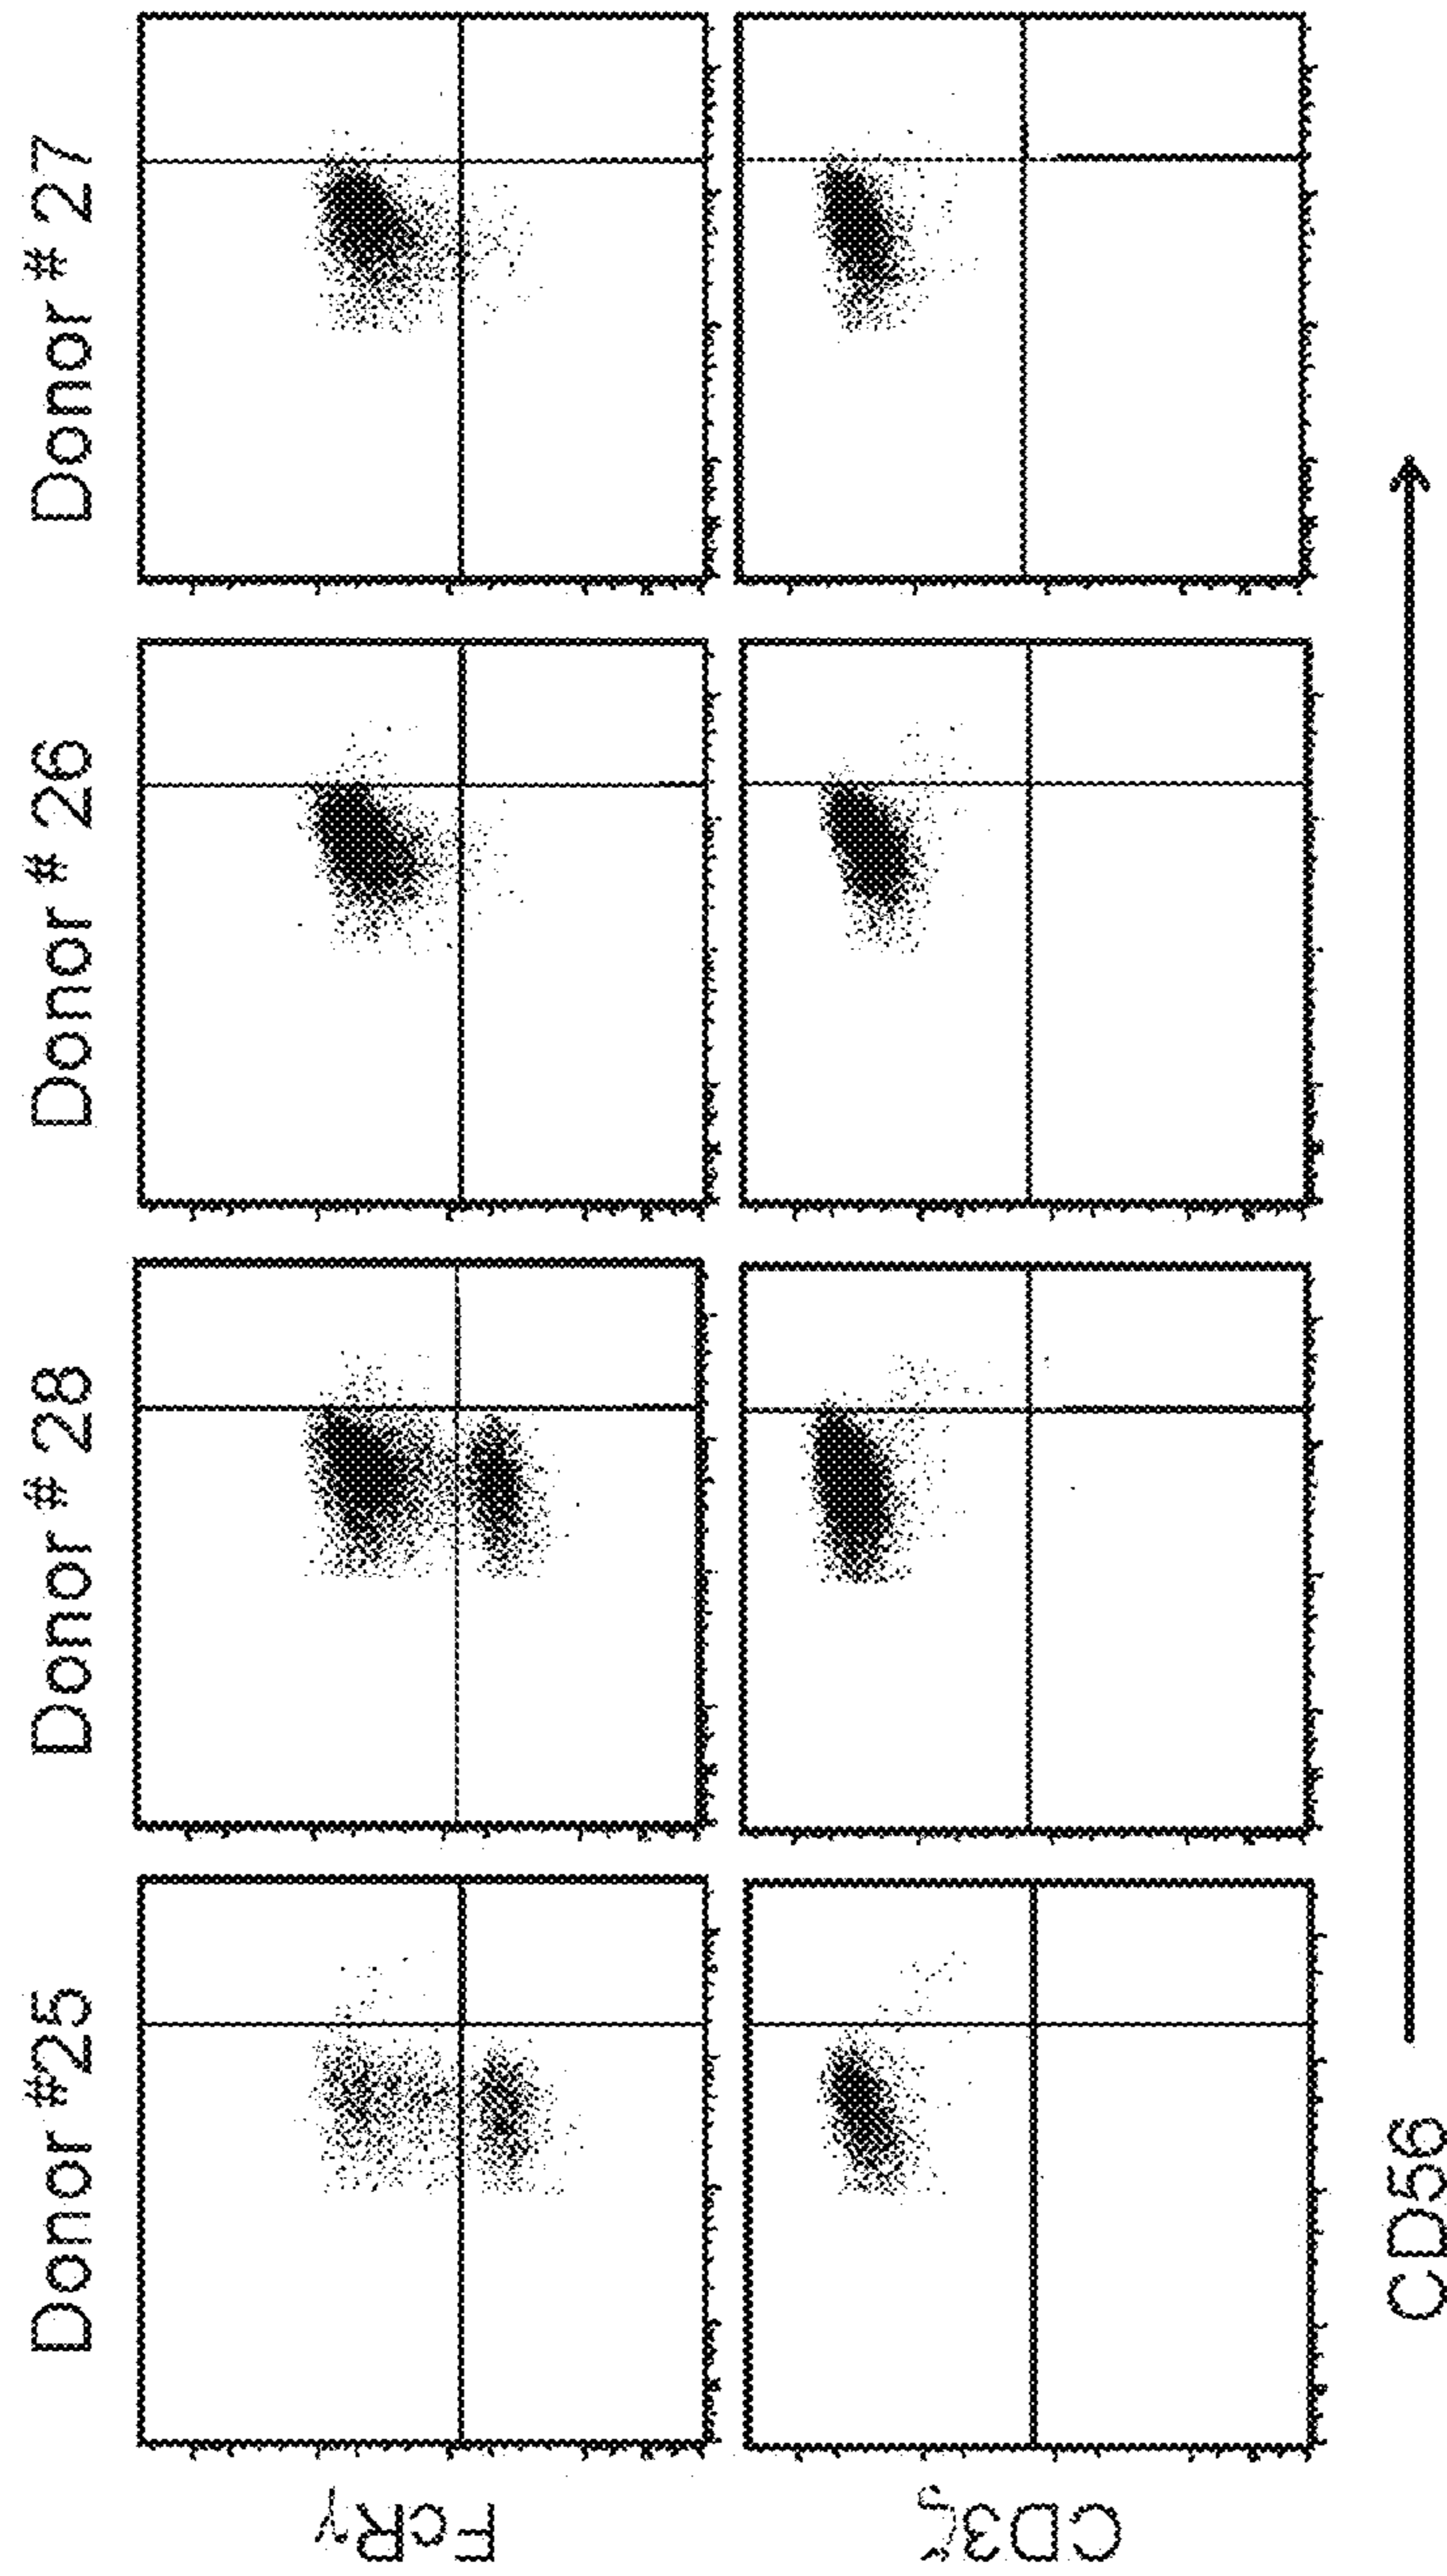 Donor #25
Donor # 28
Donor # 26
Donor # 27
FcRγ
CD3ζ
CD56